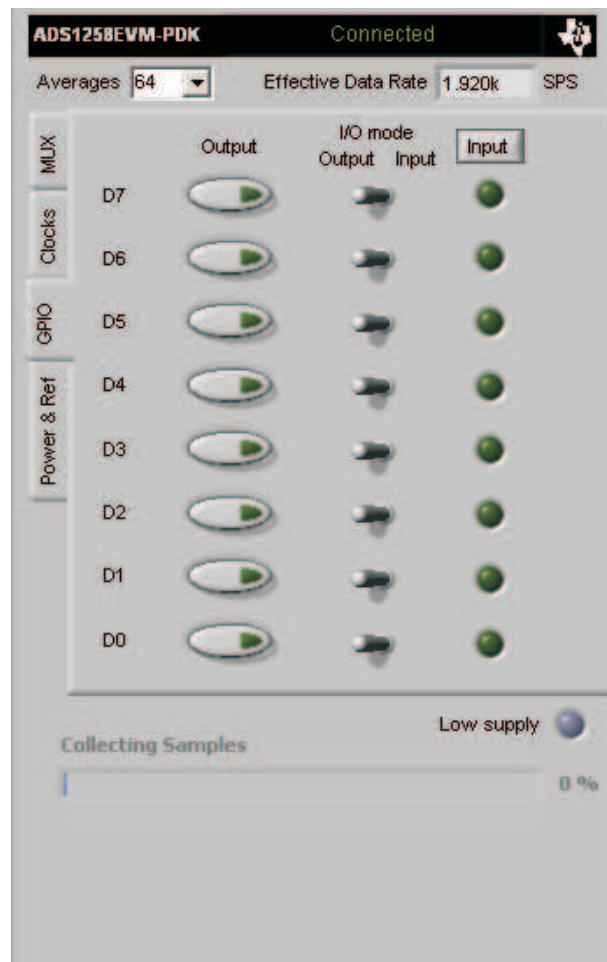 ADS1258EVM-PDK Connected
Averages 64 Effective Data Rate 1.920k SPS
MUX
Clocks
GPIO
Power & Ref
Output I/O mode Output Input Input
D7
D6
D5
D4
D3
D2
D1
D0
Low supply
Collecting Samples
0 %